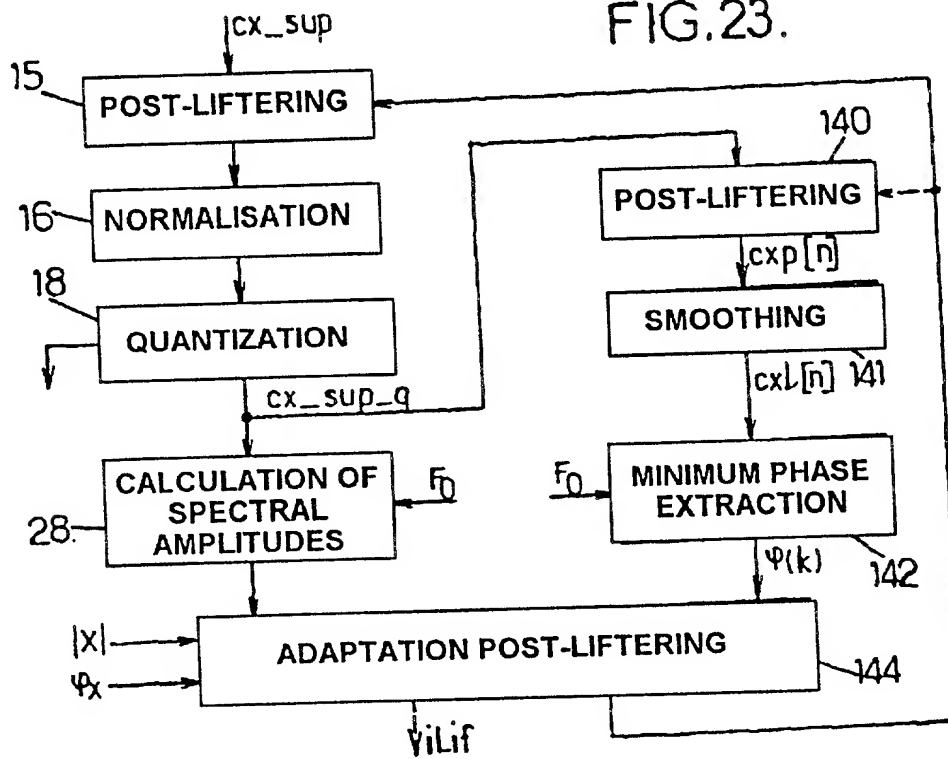 FIG.23.
cx_sup
15
POST-LIFTERING
140
POST-LIFTERING
16
NORMALISATION
cxp[n]
18
QUANTIZATION
SMOOTHING
141
cx_sup_q
cxl[n]
CALCULATION OF
SPECTRAL
AMPLITUDES
F0
28
F0
MINIMUM PHASE
EXTRACTION
φ(k)
142
|X|
φX
ADAPTATION POST-LIFTERING
144
iLif